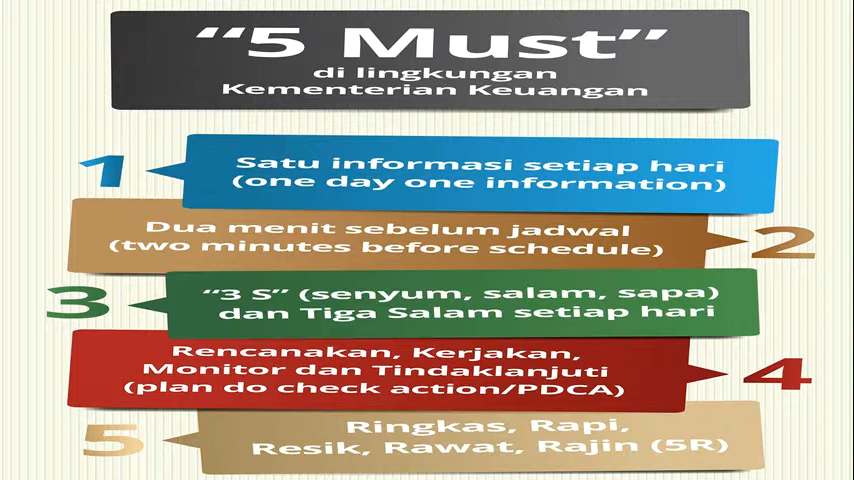 “5 Must”
di lingkungan
Kementerian Keuangan
1
Satu informasi setiap hari
(one day one information)
Dua menit sebelum jadwal
(two minutes before schedule)
2
3
“3 S” (senyum, salam, sapa)
dan Tiga Salam setiap hari
Rencanakan, Kerjakan,
Monitor dan Tindaklanjuti
(plan do check action/PDCA)
4
5
Ringkas, Rapi,
Resik, Rawat, Rajin (5R)